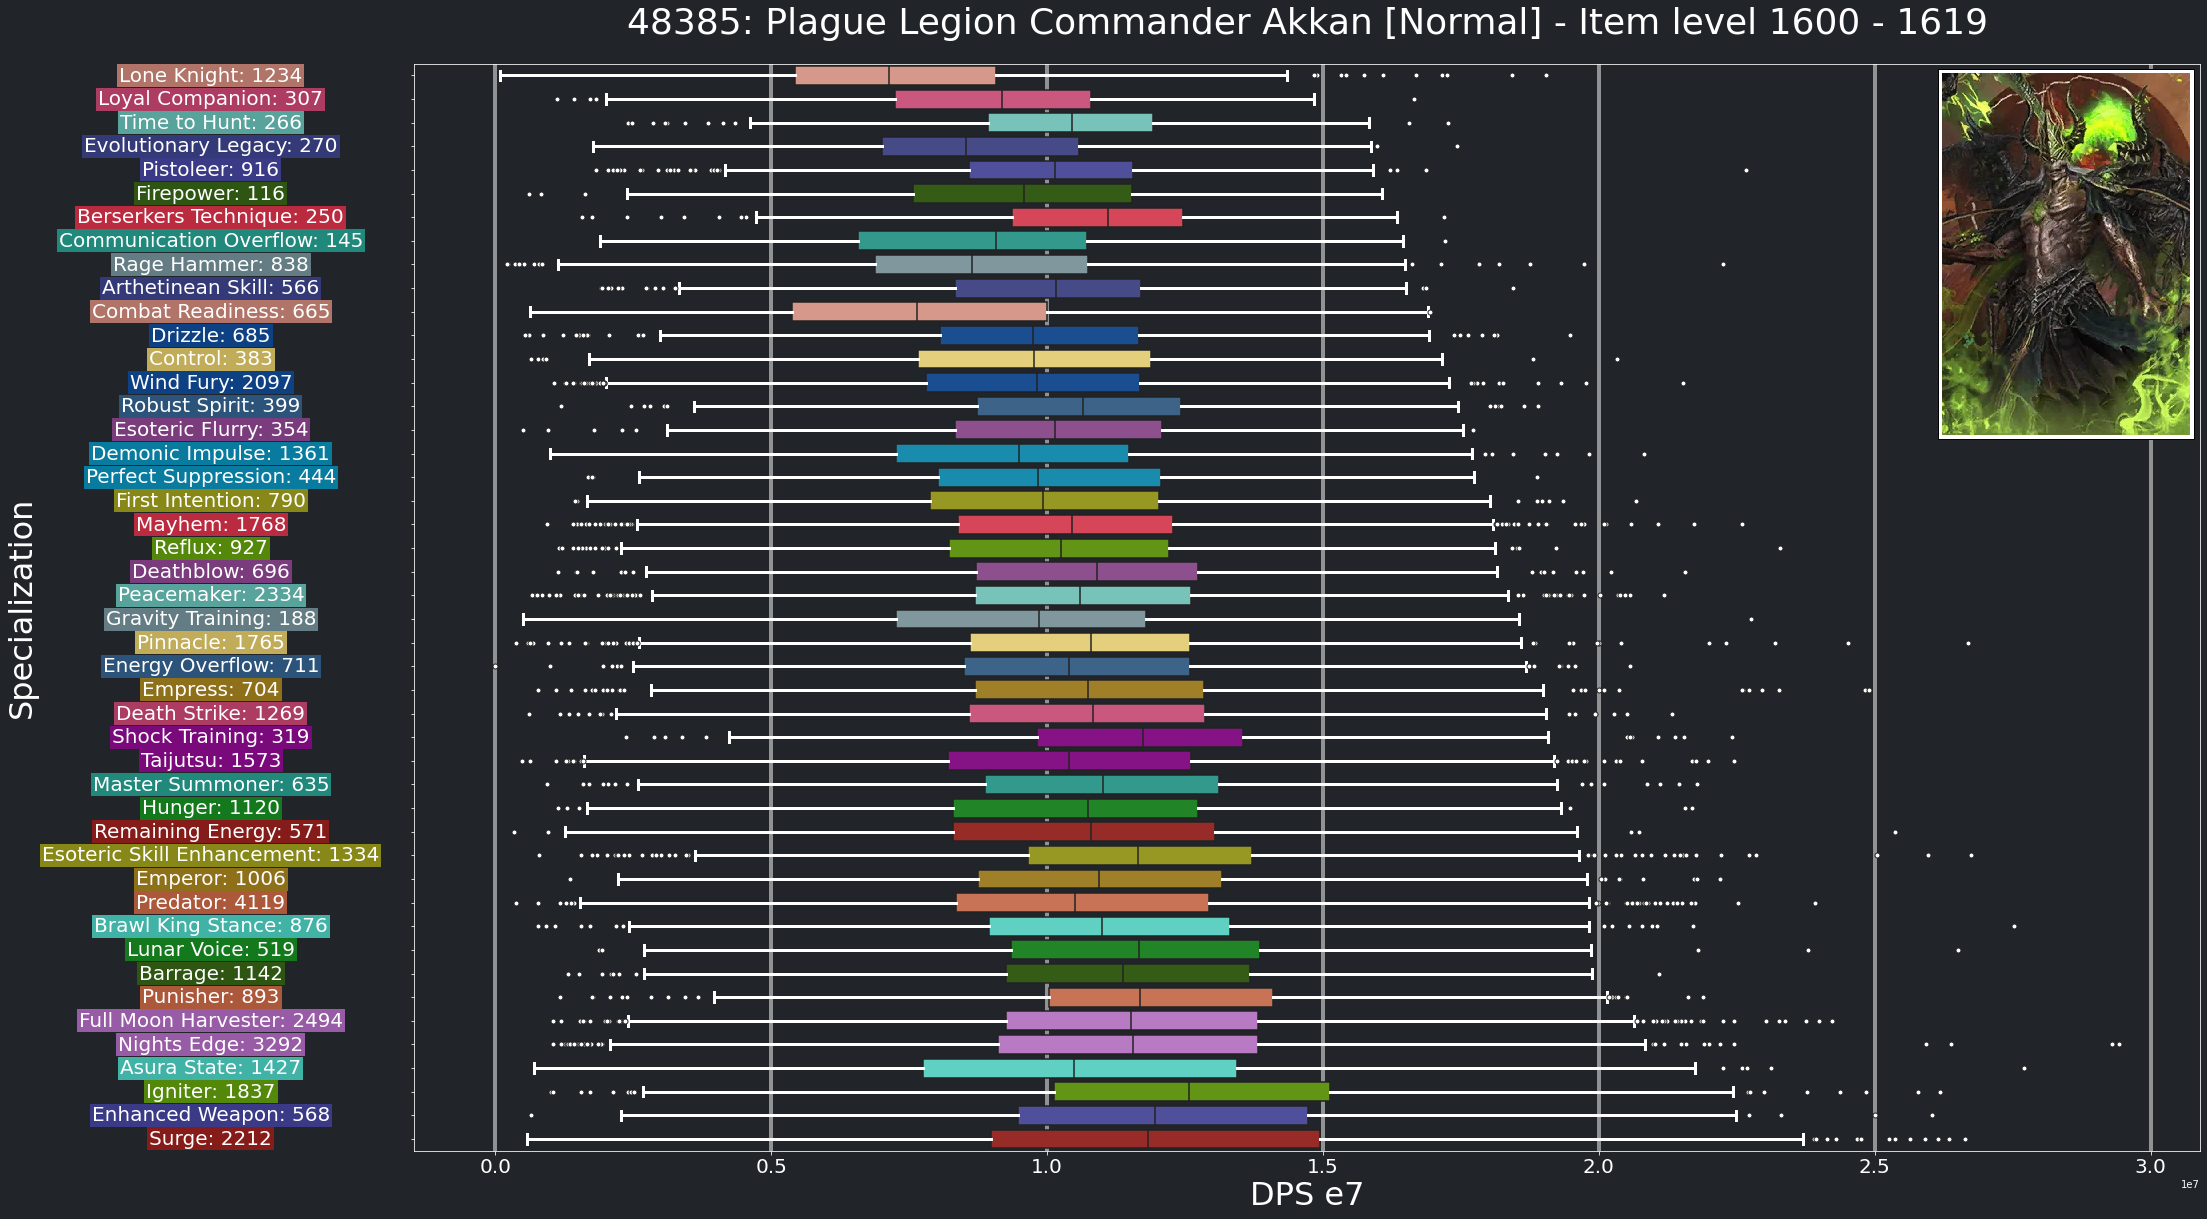 48385: Plague Legion Commander Akkan [Normal] - Item level 1600 - 1619
Specialization
Lone Knight: 1234
Loyal Companion: 307
Time to Hunt: 266
Evolutionary Legacy: 270
Pistoleer: 916
Firepower: 116
Berserkers Technique: 250
Communication Overflow: 145
Rage Hammer: 838
Arthetinean Skill: 566
Combat Readiness: 665
Drizzle: 685
Control: 383
Wind Fury: 2097
Robust Spirit: 399
Esoteric Flurry: 354
Demonic Impulse: 1361
Perfect Suppression: 444
First Intention: 790
Mayhem: 1768
Reflux: 927
Deathblow: 696
Peacemaker: 2334
Gravity Training: 188
Pinnacle: 1765
Energy Overflow: 711
Empress: 704
Death Strike: 1269
Shock Training: 319
Taijutsu: 1573
Master Summoner: 635
Hunger: 1120
Remaining Energy: 571
Esoteric Skill Enhancement: 1334
Emperor: 1006
Predator: 4119
Brawl King Stance: 876
Lunar Voice: 519
Barrage: 1142
Punisher: 893
Full Moon Harvester: 2494
Nights Edge: 3292
Asura State: 1427
Igniter: 1837
Enhanced Weapon: 568
Surge: 2212
0.0 0.5 1.0 1.5 2.0 2.5 3.0
DPS e7
1e7